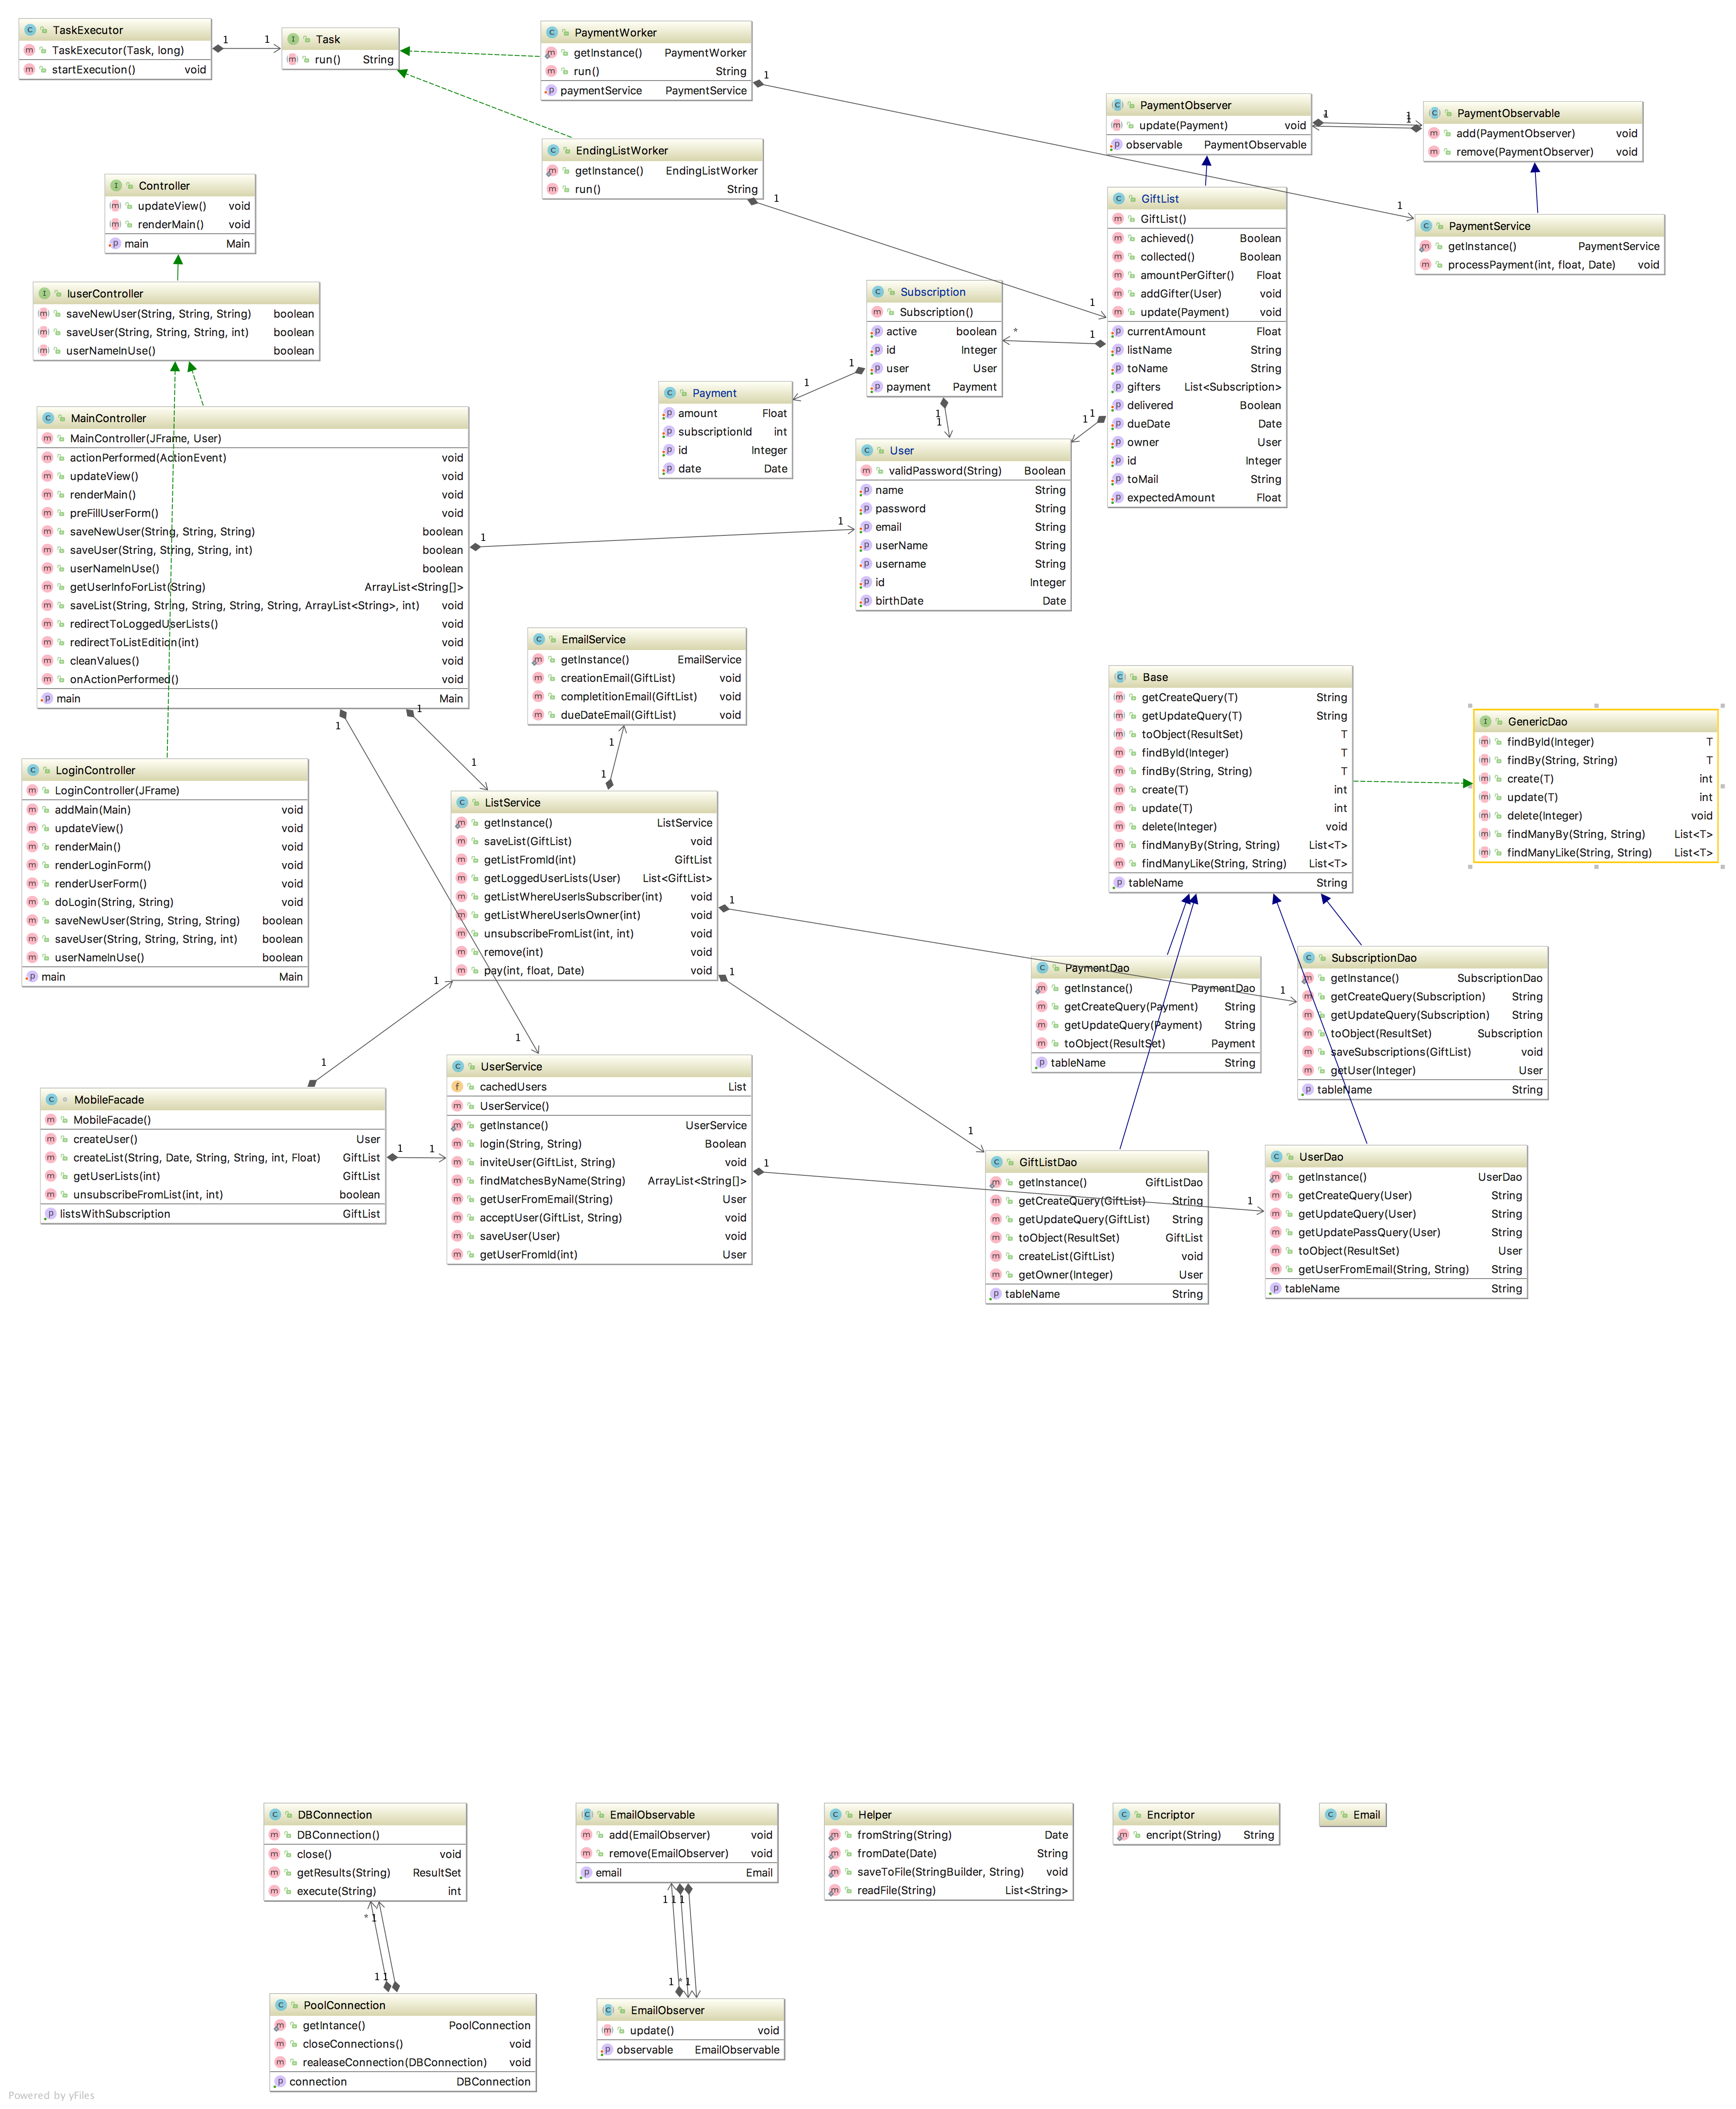 TaskExecutor
TaskExecutor(Task, long)
startExecution() void
1 1
Task
run() String
PaymentWorker
getInstance() PaymentWorker
run() String
paymentService PaymentService
1
1
EndingListWorker
getInstance() EndingListWorker
run() String
1
1
PaymentObserver
update(Payment) void
observable PaymentObservable
PaymentObservable
add(PaymentObserver) void
remove(PaymentObserver) void
PaymentService
getInstance() PaymentService
processPayment(int, float, Date) void
Controller
updateView() void
renderMain() void
main Main
IuserController
saveNewUser(String, String, String) boolean
saveUser(String, String, String, int) boolean
userNameInUse() boolean
GiftList
GiftList()
achieved() Boolean
collected() Boolean
amountPerGifter() Float
addGifter(User) void
update(Payment) void
currentAmount Float
listName String
toName String
gifters List<Subscription>
delivered Boolean
dueDate Date
owner User
id Integer
toMail String
expectedAmount Float
Subscription
Subscription()
active boolean
id Integer
user User
payment Payment
* 1
1 1
1
1
1 1
Payment
amount Float
subscriptionId int
id Integer
date Date
User
validPassword(String) Boolean
name String
password String
email String
userName String
username String
id Integer
birthDate Date
MainController
MainController(JFrame, User)
actionPerformed(ActionEvent) void
updateView() void
renderMain() void
preFillUserForm() void
saveNewUser(String, String, String) boolean
saveUser(String, String, String, int) boolean
userNameInUse() boolean
getUserInfoForList(String) ArrayList<String[]>
saveList(String, String, String, String, String, ArrayList<String>, int) void
redirectToLoggedUserLists() void
redirectToListEdition(int) void
cleanValues() void
onActionPerformed() void
main Main
1 1
1 1
1
1
EmailService
getInstance() EmailService
creationEmail(GiftList) void
completitionEmail(GiftList) void
dueDateEmail(GiftList) void
1
1
LoginController
LoginController(JFrame)
addMain(Main) void
updateView() void
renderMain() void
renderLoginForm() void
renderUserForm() void
doLogin(String, String) void
saveNewUser(String, String, String) boolean
saveUser(String, String, String, int) boolean
userNameInUse() boolean
main Main
ListService
getInstance() ListService
saveList(GiftList) void
getListFromId(int) GiftList
getLoggedUserLists(User) List<GiftList>
getListWhereUserIsSubscriber(int) void
getListWhereUserIsOwner(int) void
unsubscribeFromList(int, int) void
remove(int) void
pay(int, float, Date) void
1
1
1
1
Base
getCreateQuery(T) String
getUpdateQuery(T) String
toObject(ResultSet) T
findById(Integer) T
findBy(String, String) T
create(T) int
update(T) int
delete(Integer) void
findManyBy(String, String) List<T>
findManyLike(String, String) List<T>
tableName String
GenericDao
findById(Integer) T
findBy(String, String) T
create(T) int
update(T) int
delete(Integer) void
findManyBy(String, String) List<T>
findManyLike(String, String) List<T>
PaymentDao
getInstance() PaymentDao
getCreateQuery(Payment) String
getUpdateQuery(Payment) String
toObject(ResultSet) Payment
tableName String
SubscriptionDao
getInstance() SubscriptionDao
getCreateQuery(Subscription) String
getUpdateQuery(Subscription) String
toObject(ResultSet) Subscription
saveSubscriptions(GiftList) void
getUser(Integer) User
tableName String
MobileFacade
MobileFacade()
createUser() User
createList(String, Date, String, String, int, Float) GiftList
getUserLists(int) GiftList
unsubscribeFromList(int, int) boolean
listsWithSubscription GiftList
1
1
1 1
UserService
cachedUsers List
UserService()
getInstance() UserService
login(String, String) Boolean
inviteUser(GiftList, String) void
findMatchesByName(String) ArrayList<String[]>
getUserFromEmail(String) User
acceptUser(GiftList, String) void
saveUser(User) void
getUserFromId(int) User
1 1
GiftListDao
getInstance() GiftListDao
getCreateQuery(GiftList) String
getUpdateQuery(GiftList) String
toObject(ResultSet) GiftList
createList(GiftList) void
getOwner(Integer) User
tableName String
UserDao
getInstance() UserDao
getCreateQuery(User) String
getUpdateQuery(User) String
getUpdatePassQuery(User) String
toObject(ResultSet) User
getUserFromEmail(String, String) String
tableName String
DBConnection
DBConnection()
close() void
getResults(String) ResultSet
execute(String) int
* 1
1 1
PoolConnection
getIntance() PoolConnection
closeConnections() void
realeaseConnection(DBConnection) void
connection DBConnection
EmailObservable
add(EmailObserver) void
remove(EmailObserver) void
email Email
1 1 1
1 * 1
EmailObserver
update() void
observable EmailObservable
Helper
fromString(String) Date
fromDate(Date) String
saveToFile(StringBuilder, String) void
readFile(String) List<String>
Encriptor
encript(String) String
Email
Powered by yFiles